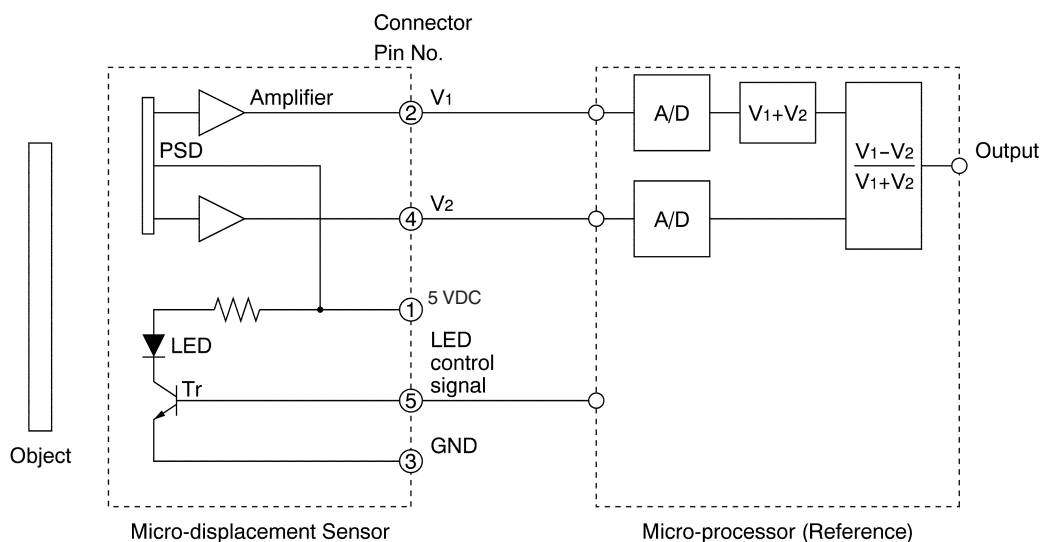 Connector
Pin No.
Amplifier
② V1
A/D
V1+V2
PSD
V1–V2
V1+V2
Output
④ V2
A/D
① 5 VDC
LED
LED
control
signal
Tr
⑤
③ GND
Object
Micro-displacement Sensor
Micro-processor (Reference)